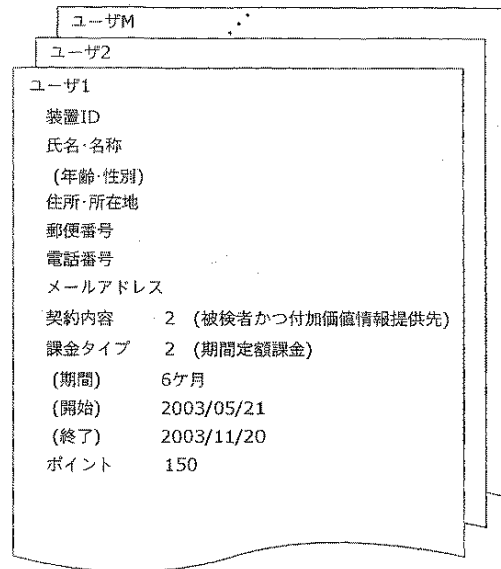 ユーザM
ユーザ2
ユーザ1
装置ID
氏名・名称
(年齢・性別)
住所・所在地
郵便番号
電話番号
メールアドレス
契約内容 2 (被検者かつ付加価値情報提供先)
課金タイプ 2 (期間定額課金)
(期間) 6ケ月
(開始) 2003/05/21
(終了) 2003/11/20
ポイント 150